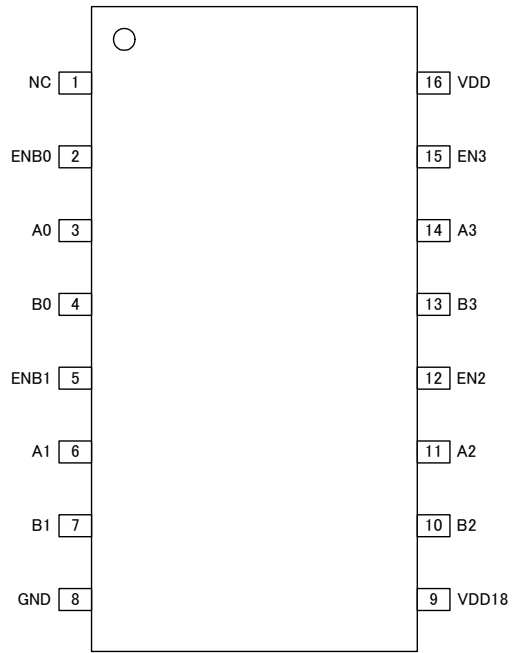 NC 1 16 VDD
ENB0 2 15 EN3
A0 3 14 A3
B0 4 13 B3
ENB1 5 12 EN2
A1 6 11 A2
B1 7 10 B2
GND 8 9 VDD18